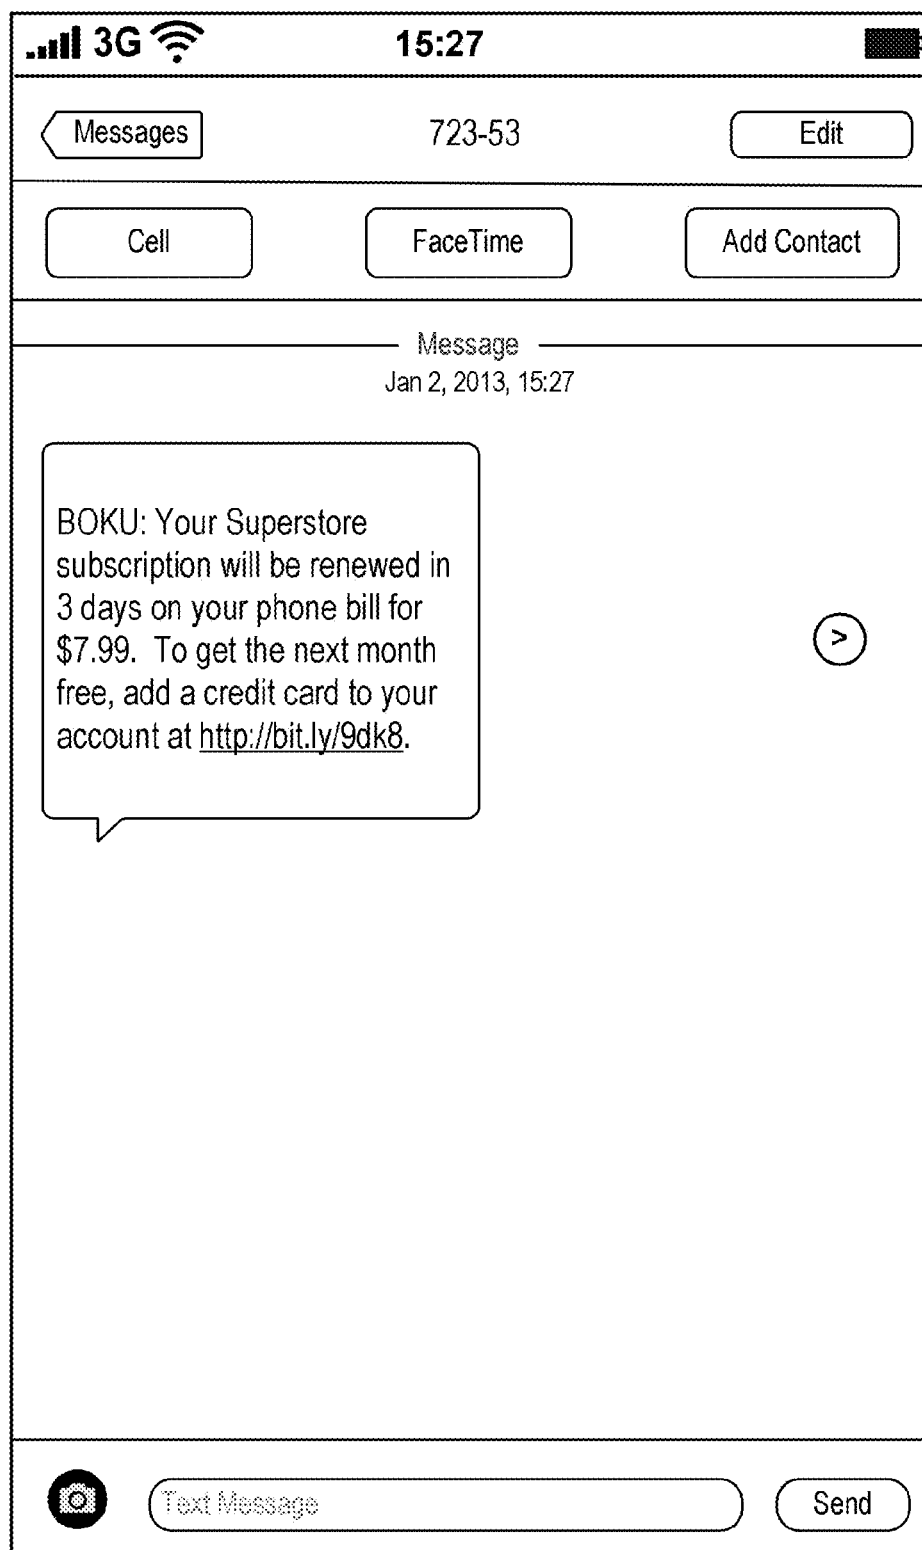 3G 15:27
Messages 723-53 Edit
Cell FaceTime Add Contact
Message
Jan 2, 2013, 15:27
BOKU: Your Superstore
subscription will be renewed in
3 days on your phone bill for
$7.99. To get the next month
free, add a credit card to your
account at http://bit.ly/9dk8.
>
Text Message Send